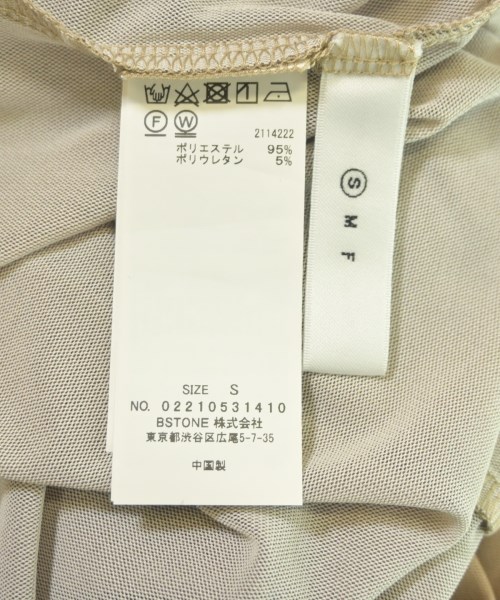 F W
2114222
ポリエステル 95%
ポリウレタン 5%
SIZE S
NO. 02210531410
BSTONE 株式会社
東京都渋谷区広尾5-7-35
中国製
Ⓢ M F